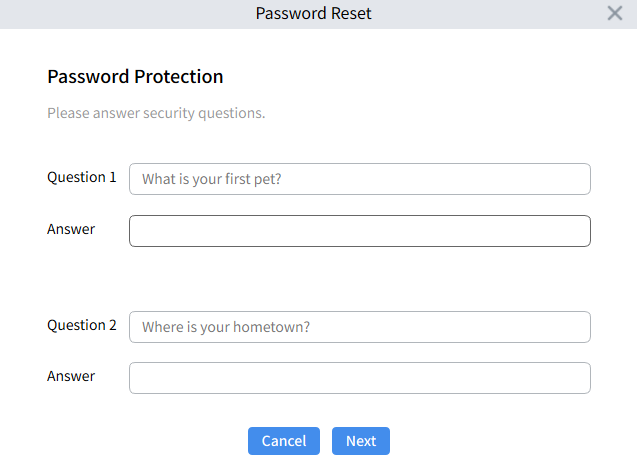 Password Reset
Password Protection
Please answer security questions.
Question 1 What is your first pet?
Answer
Question 2 Where is your hometown?
Answer
Cancel Next